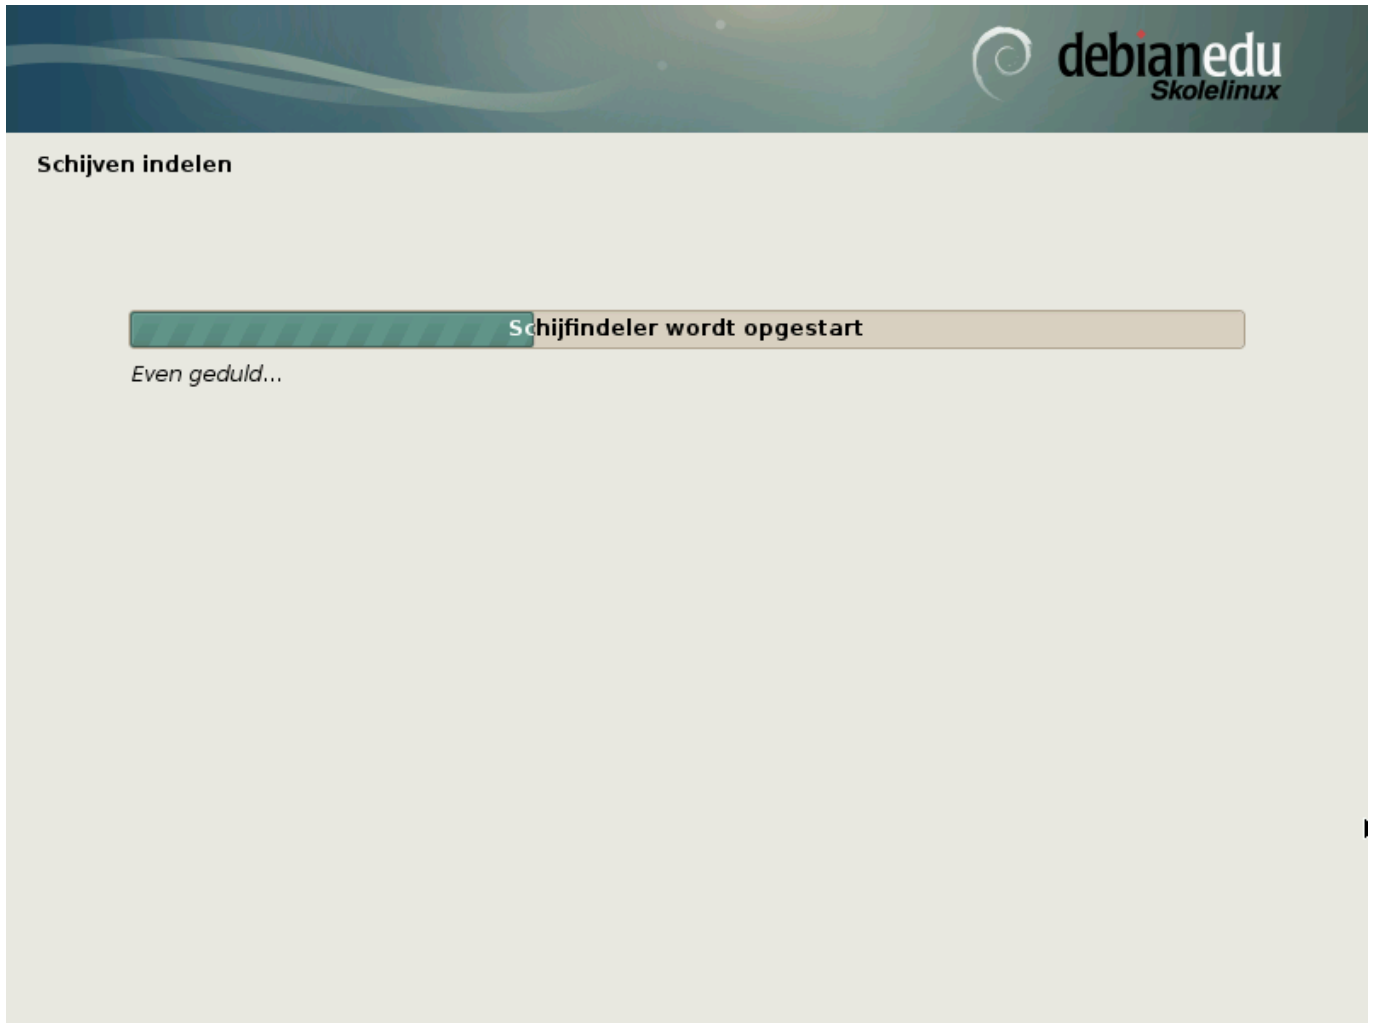 debianedu
Skolelinux
Schijven indelen
Schijfindeler wordt opgestart
Even geduld...